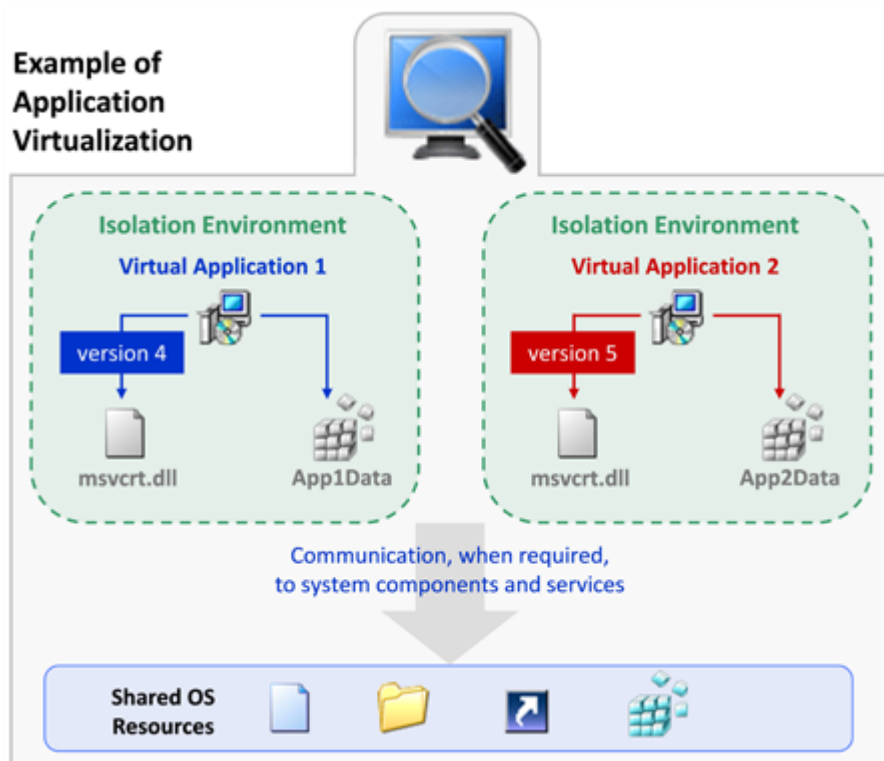 Example of
Application
Virtualization
Isolation Environment
Virtual Application 1
version 4
msvcrt.dll
App1Data
Isolation Environment
Virtual Application 2
version 5
msvcrt.dll
App2Data
Communication, when required,
to system components and services
Shared OS
Resources